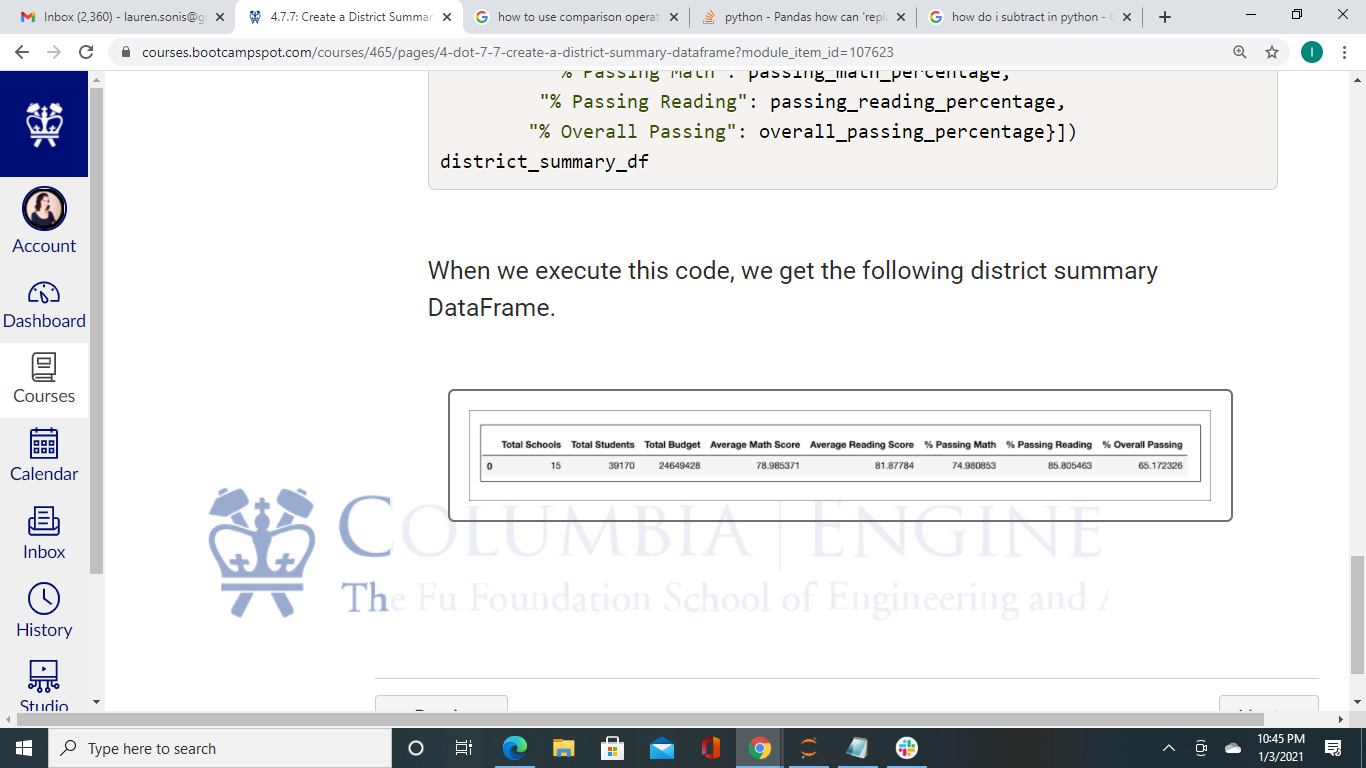 Inbox (2,360) - lauren.sonis@g
4.7.7: Create a District Summar
how to use comparison operat
python - Pandas how can 'repl
how do i subtract in python - G
courses.bootcampspot.com/courses/465/pages/4-dot-7-7-create-a-district-summary-dataframe?module_item_id=107623
I
"% Passing Math": passing_math_percentage,
"% Passing Reading": passing_reading_percentage,
"% Overall Passing": overall_passing_percentage}])
district_summary_df
Account
Dashboard
Courses
Calendar
Inbox
History
Studio
When we execute this code, we get the following district summary
DataFrame.
Total Schools Total Students Total Budget Average Math Score Average Reading Score % Passing Math % Passing Reading % Overall Passing
0 15 39170 24649428 78.985371 81.87784 74.980853 85.805463 65.172326
COLUMBIA | ENGINE
The Fu Foundation School of Engineering and
Type here to search
10:45 PM
1/3/2021